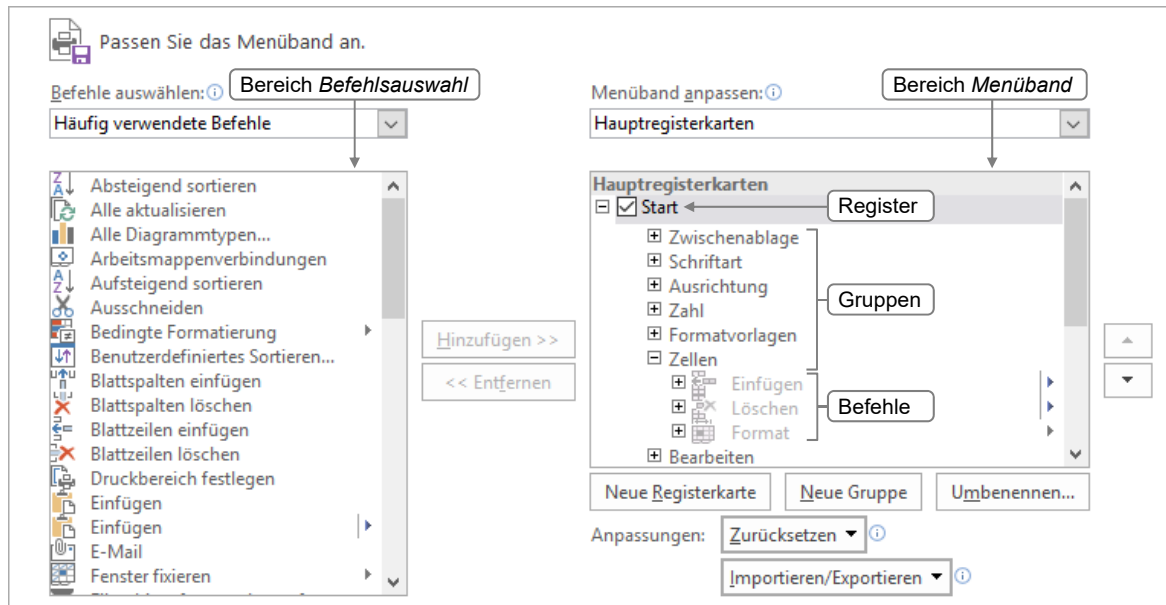 Passen Sie das Menüband an.
Befehle auswählen:
Bereich Befehlsauswahl
Häufig verwendete Befehle
Absteigend sortieren
Alle aktualisieren
Alle Diagrammtypen...
Arbeitsmappenverbindungen
Aufsteigend sortieren
Ausschneiden
Bedingte Formatierung
Benutzerdefiniertes Sortieren...
Blattspalten einfügen
Blattspalten löschen
Blattzeilen einfügen
Blattzeilen löschen
Druckbereich festlegen
Einfügen
Einfügen
E-Mail
Fenster fixieren
Hinzufügen >>
<< Entfernen
Menüband anpassen:
Bereich Menüband
Hauptregisterkarten
Hauptregisterkarten
Start
Register
Zwischenablage
Schriftart
Ausrichtung
Zahl
Formatvorlagen
Zellen
Gruppen
Einfügen
Löschen
Format
Befehle
Bearbeiten
Neue Registerkarte
Neue Gruppe
Umbenennen...
Anpassungen:
Zurücksetzen
Importieren/Exportieren